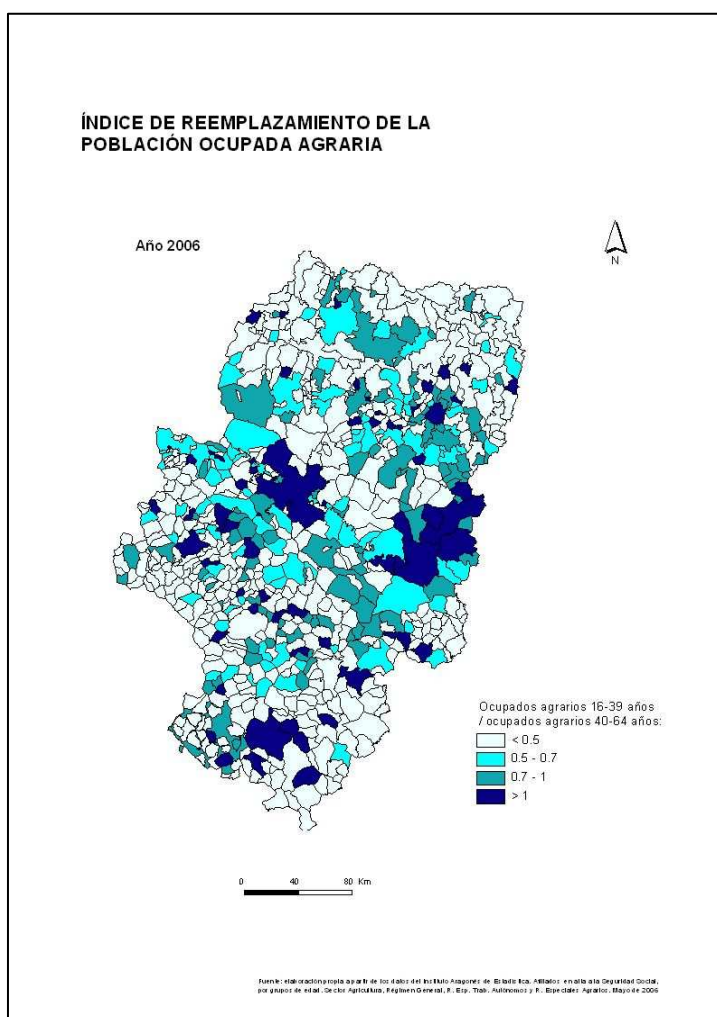 ÍNDICE DE REEMPLAZAMIENTO DE LA
POBLACIÓN OCUPADA AGRARIA
Año 2006
N
Ocupados agrarios 16-39 años
/ ocupados agrarios 40-64 años:
< 0.5
0.5 - 0.7
0.7 - 1
> 1
0 40 80 Km
Fuente: elaboración propia a partir de los datos del Instituto Aragonés de Estadística. Afiliados en alta a la Seguridad Social,
por grupos de edad. Sector Agricultura, Régimen General, R. Esp. Trab. Autónomos y R. Especiales Agrarios. Mayo de 2006